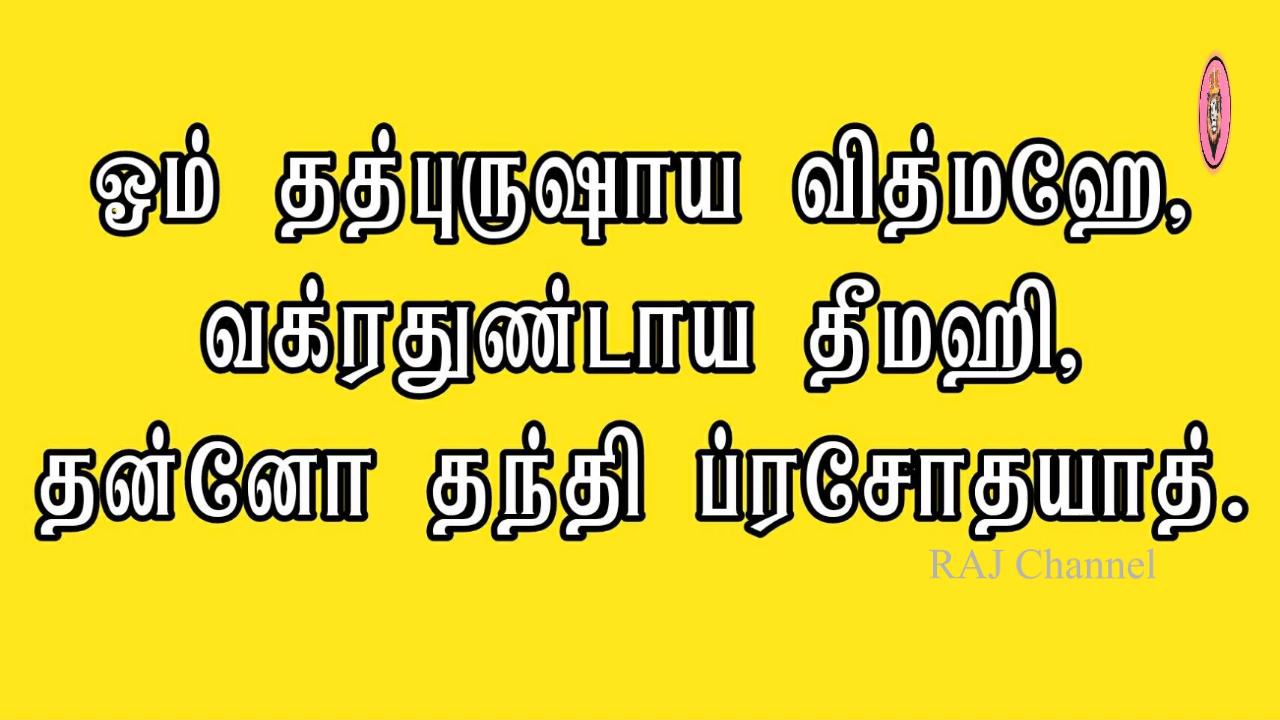 ஓம் தத்புருஷாய வித்மஹே,
வக்ரதுண்டாய தீமஹி,
தன்னோ தந்தி ப்ரசோதயாத்.
RAJ Channel